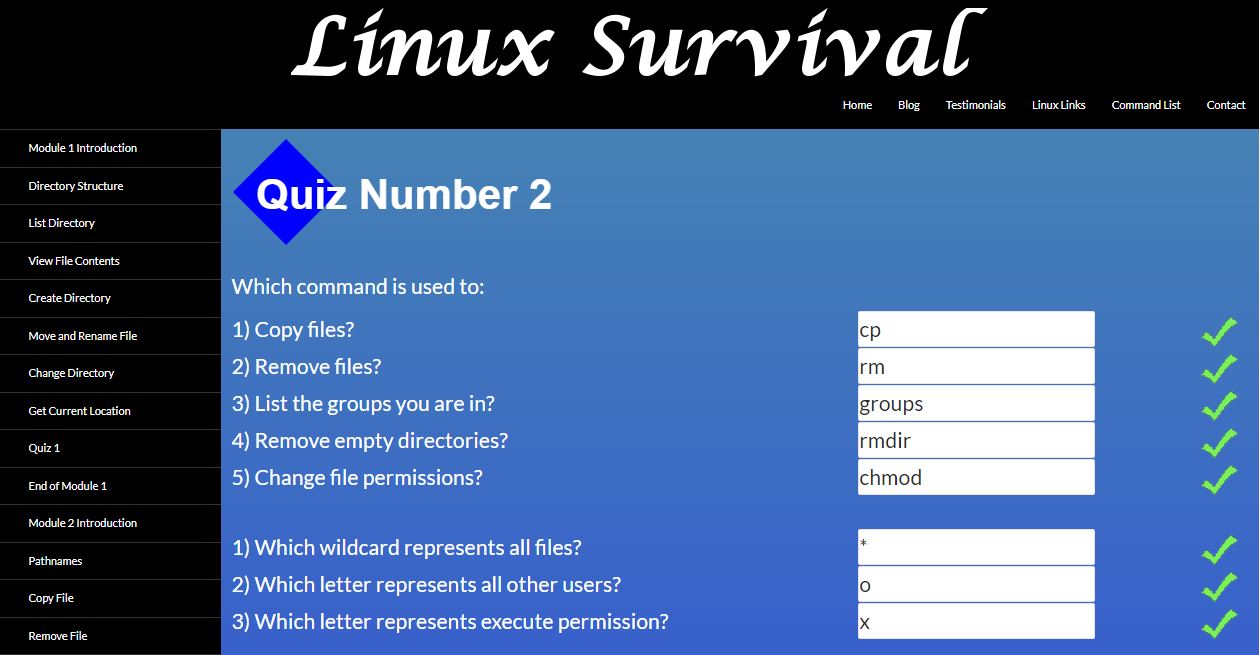 Linux Survival
Home Blog Testimonials Linux Links Command List Contact
Module 1 Introduction
Directory Structure
List Directory
View File Contents
Create Directory
Move and Rename File
Change Directory
Get Current Location
Quiz 1
End of Module 1
Module 2 Introduction
Pathnames
Copy File
Remove File
Quiz Number 2
Which command is used to:
1) Copy files? cp
2) Remove files? rm
3) List the groups you are in? groups
4) Remove empty directories? rmdir
5) Change file permissions? chmod
1) Which wildcard represents all files? *
2) Which letter represents all other users? o
3) Which letter represents execute permission? x